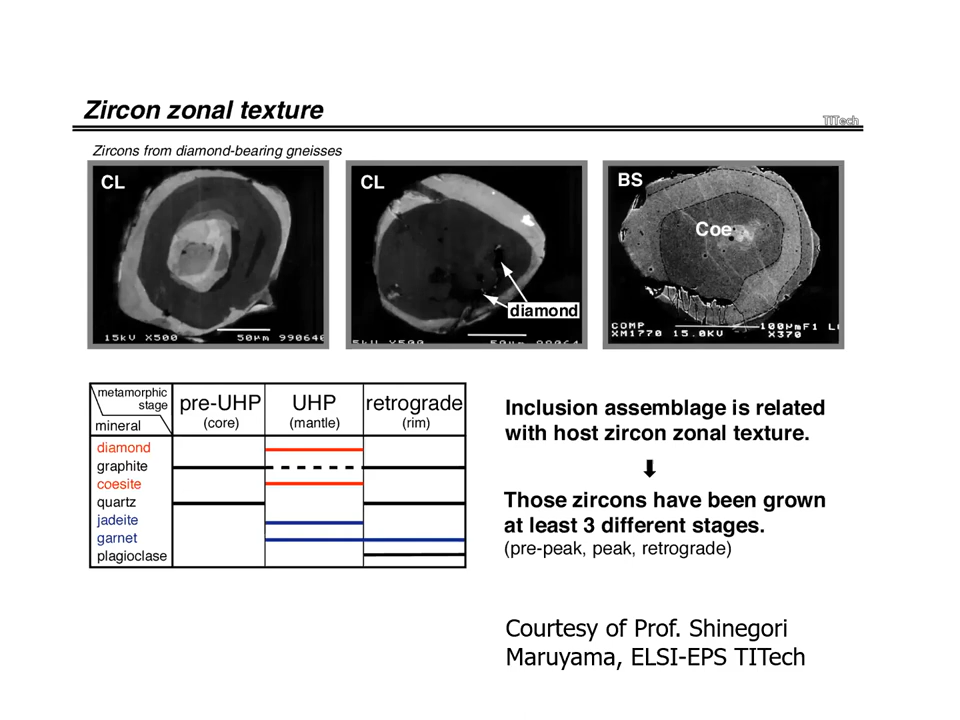 Zircon zonal texture
TITech
Zircons from diamond-bearing gneisses
CL
15kV X500 50µm 990640
CL
diamond
5kV X500 50µm 99064
BS
Coe
COMP 100µmF1 L
XM1770 15.0KV X370
metamorphic
stage
mineral
pre-UHP
(core)
UHP
(mantle)
retrograde
(rim)
diamond
graphite
coesite
quartz
jadeite
garnet
plagioclase
Inclusion assemblage is related
with host zircon zonal texture.
Those zircons have been grown
at least 3 different stages.
(pre-peak, peak, retrograde)
Courtesy of Prof. Shinegori
Maruyama, ELSI-EPS TITech